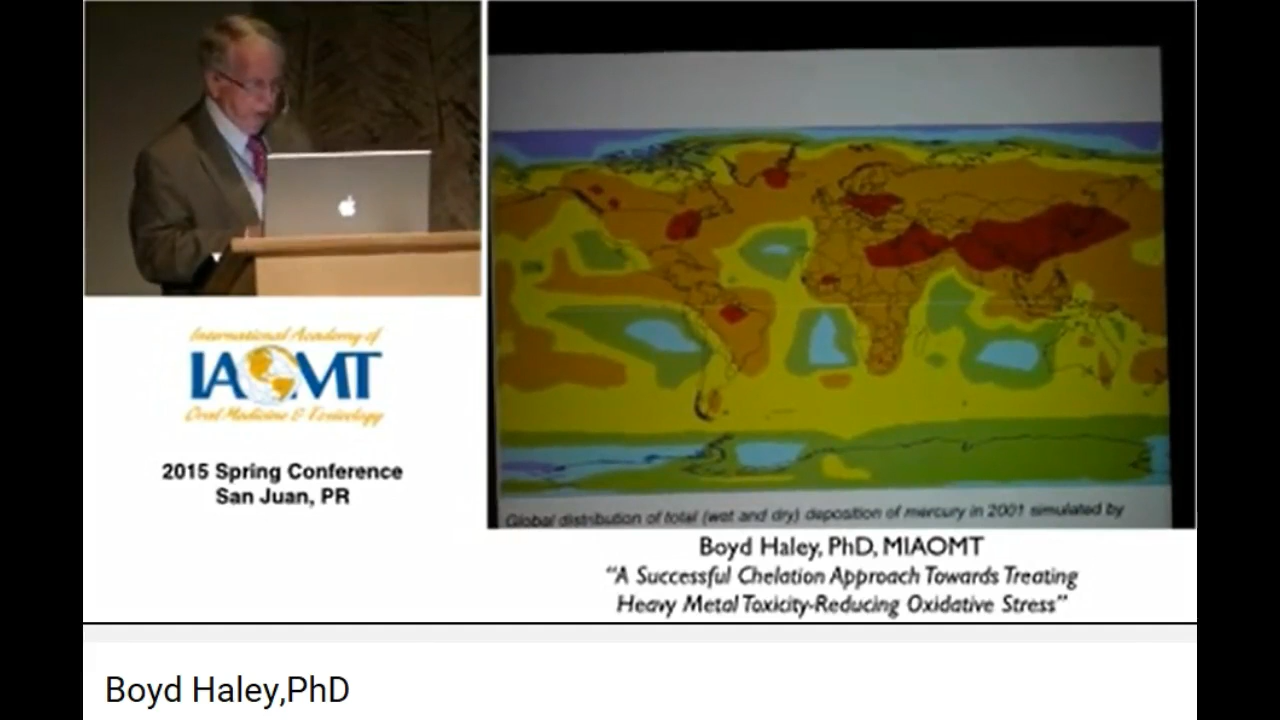 International Academy of
IAOMT
Oral Medicine & Toxicology
2015 Spring Conference
San Juan, PR
Global distribution of total (wet and dry) deposition of mercury in 2001 simulated by
Boyd Haley, PhD, MIAOMT
“A Successful Chelation Approach Towards Treating
Heavy Metal Toxicity-Reducing Oxidative Stress”
Boyd Haley,PhD